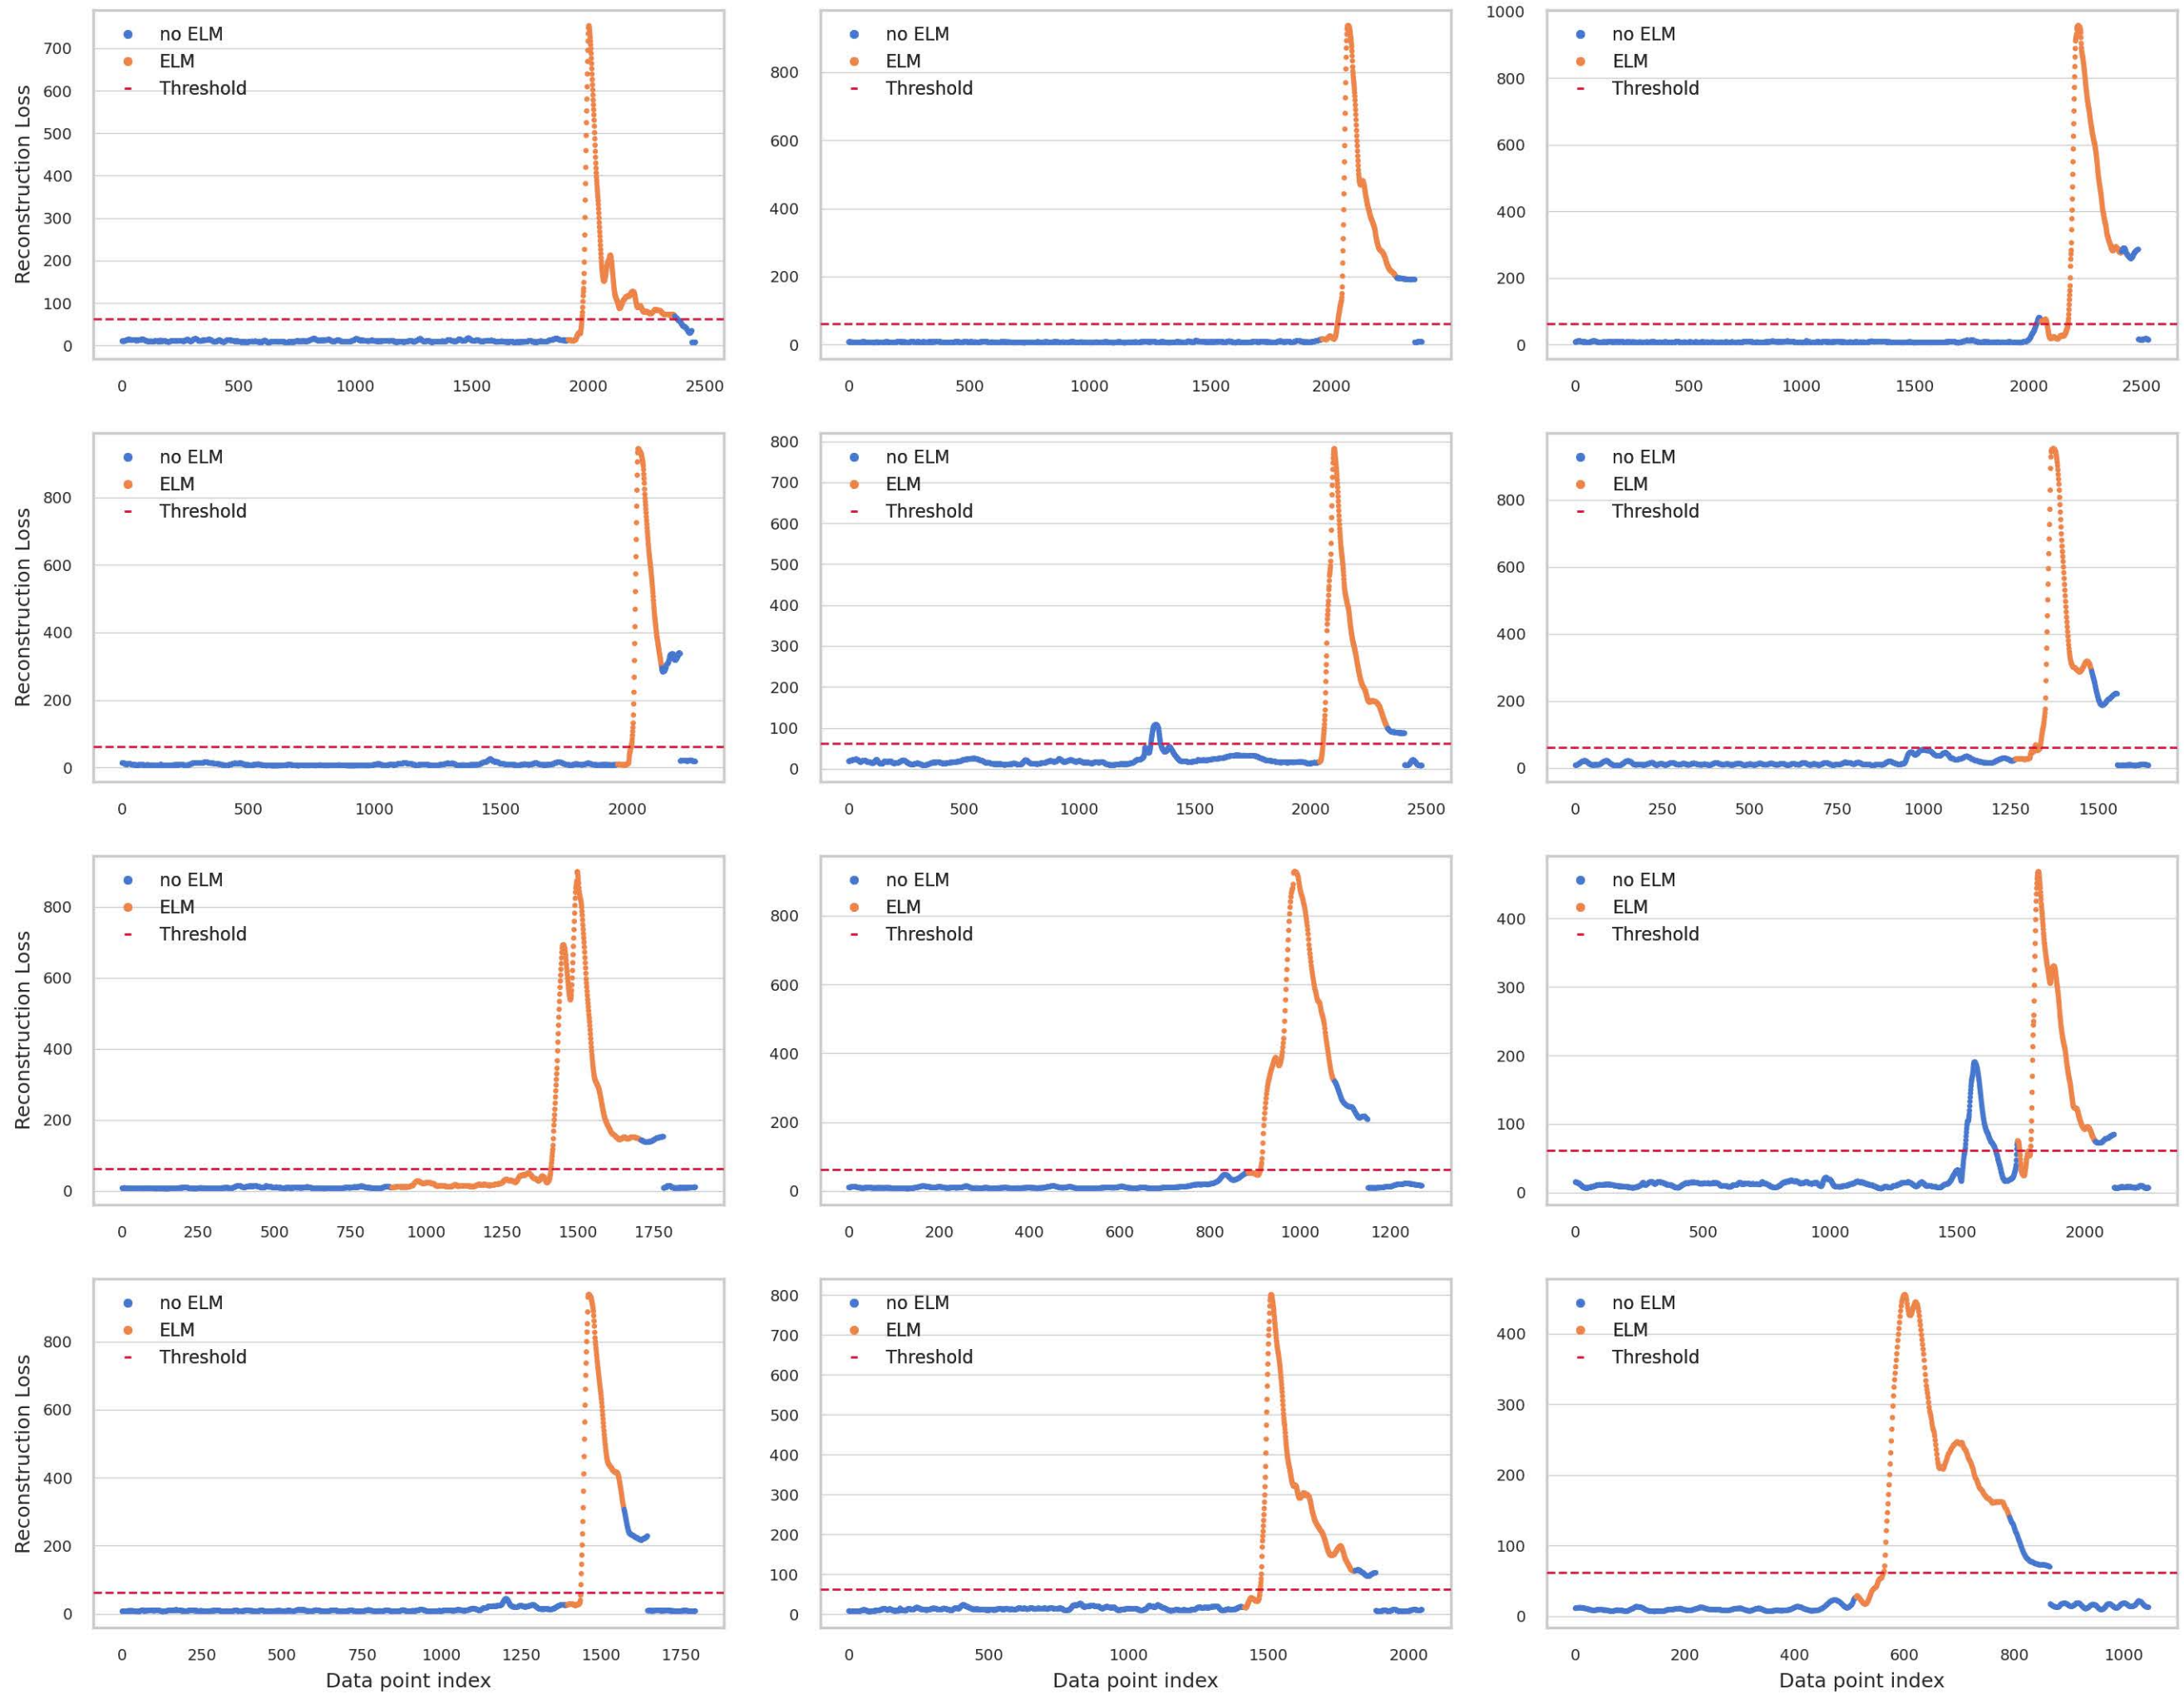 no ELM
ELM
Threshold
Reconstruction Loss
700
600
500
400
300
200
100
0
0 500 1000 1500 2000 2500
no ELM
ELM
Threshold
800
600
400
200
0
0 500 1000 1500 2000
no ELM
ELM
Threshold
1000
800
600
400
200
0
0 500 1000 1500 2000 2500
no ELM
ELM
Threshold
Reconstruction Loss
800
600
400
200
0
0 500 1000 1500 2000
no ELM
ELM
Threshold
800
700
600
500
400
300
200
100
0
0 500 1000 1500 2000 2500
no ELM
ELM
Threshold
800
600
400
200
0
0 250 500 750 1000 1250 1500
no ELM
ELM
Threshold
Reconstruction Loss
800
600
400
200
0
0 250 500 750 1000 1250 1500 1750
no ELM
ELM
Threshold
800
600
400
200
0
0 200 400 600 800 1000 1200
no ELM
ELM
Threshold
400
300
200
100
0
0 500 1000 1500 2000
no ELM
ELM
Threshold
Reconstruction Loss
800
600
400
200
0
0 250 500 750 1000 1250 1500 1750
Data point index
no ELM
ELM
Threshold
800
700
600
500
400
300
200
100
0
0 500 1000 1500 2000
Data point index
no ELM
ELM
Threshold
400
300
200
100
0
0 200 400 600 800 1000
Data point index